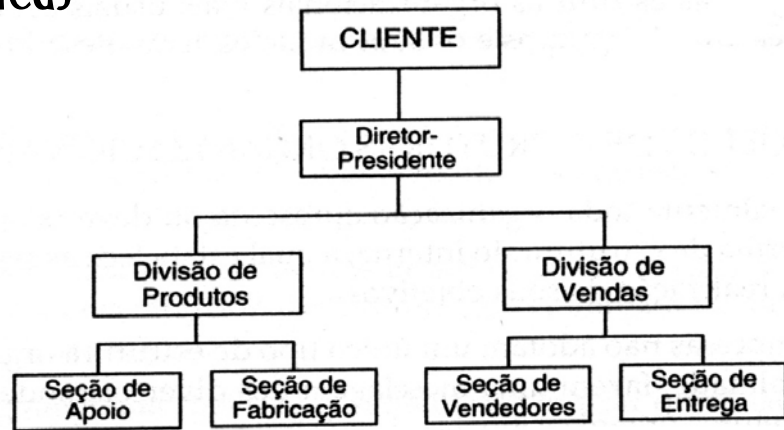 CLIENTE
Diretor-
Presidente
Divisão de
Produtos
Divisão de
Vendas
Seção de
Apoio
Seção de
Fabricação
Seção de
Vendedores
Seção de
Entrega